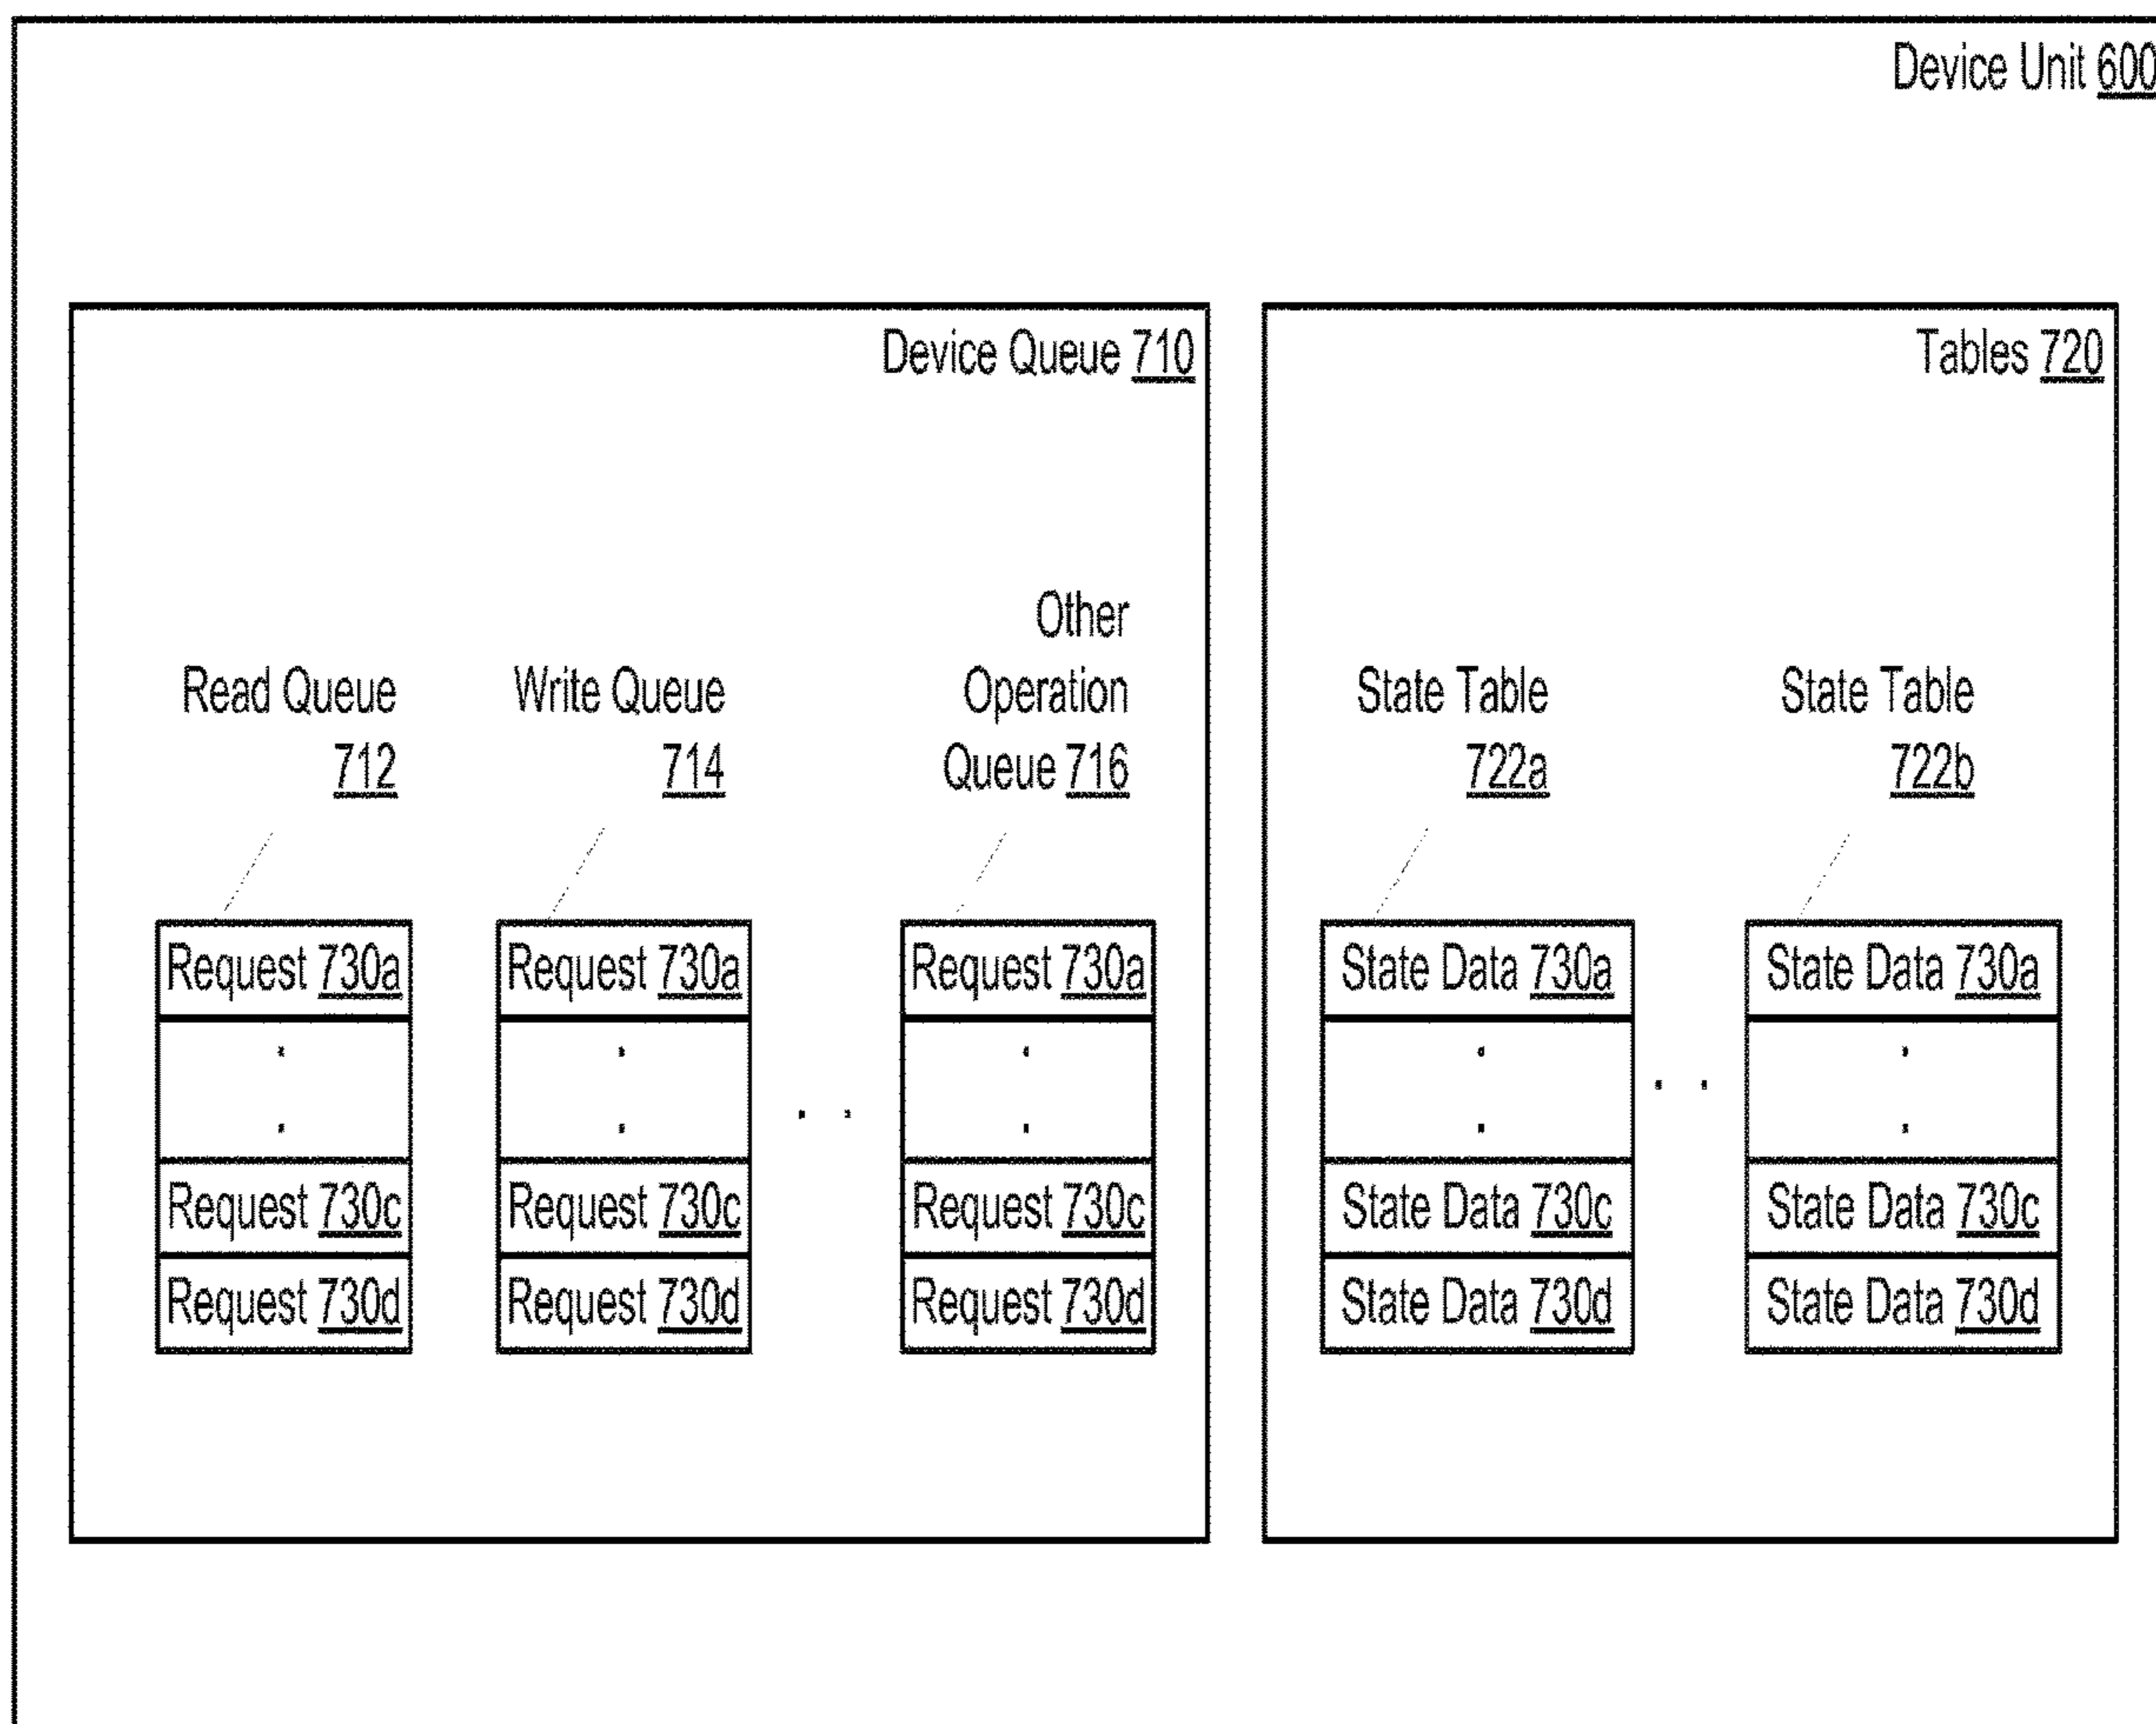 Device Unit 600
Device Queue 710
Tables 720
Read Queue
712
Write Queue
714
Other
Operation
Queue 716
State Table
722a
State Table
722b
Request 730a
Request 730c
Request 730d
Request 730a
Request 730c
Request 730d
Request 730a
Request 730c
Request 730d
State Data 730a
State Data 730c
State Data 730d
State Data 730a
State Data 730c
State Data 730d